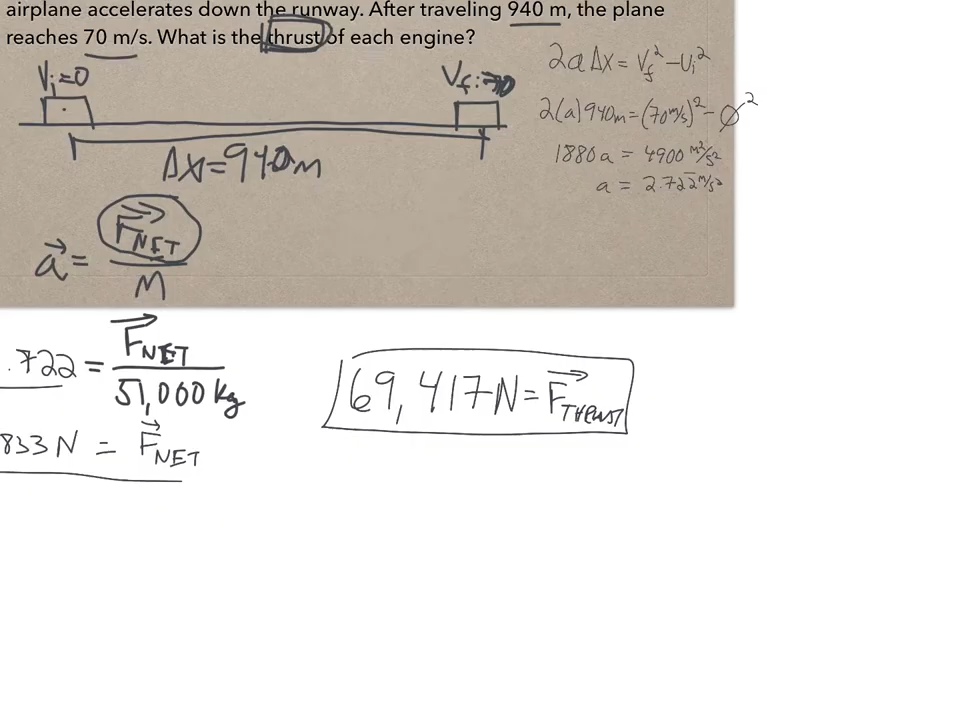 airplane accelerates down the runway. After traveling 940 m, the plane
reaches 70 m/s. What is the thrust of each engine?
Vi=0
Vf=70
Δx=940m
2aΔx = Vf² - Vi²
2(a)940m = (70m/s)² - 0²
1880a = 4900 m²/s²
a = 2.722 m/s²
a = FNET / M
.722 = FNET / 51,000 kg
833 N = FNET
69,417 N = FThrust